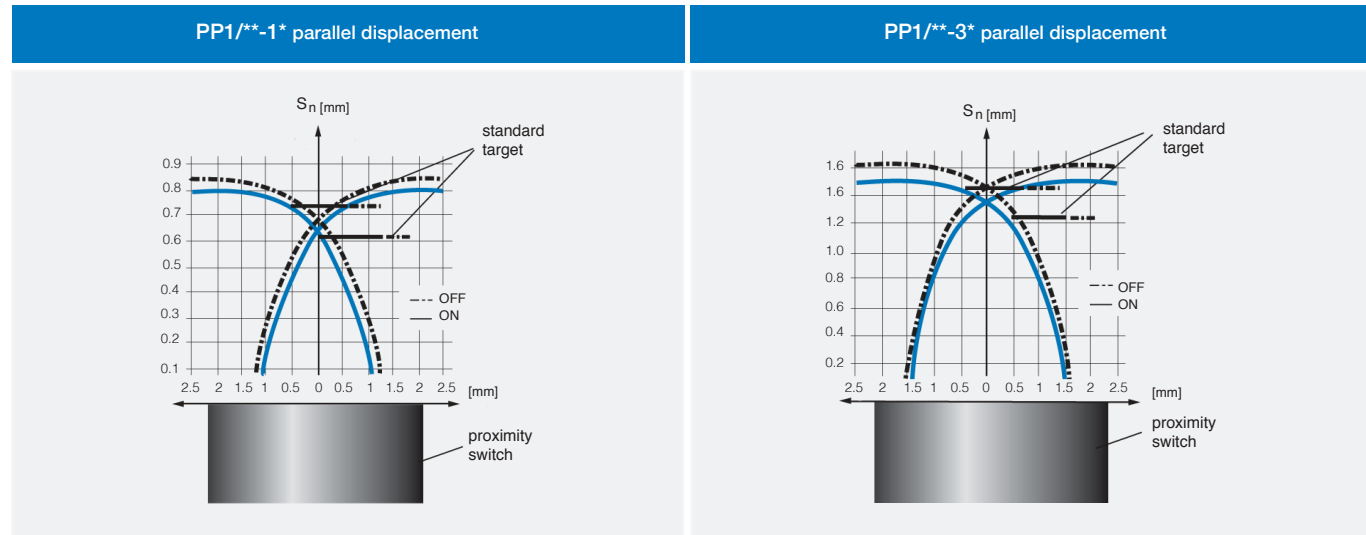 PP1/**-1* parallel displacement
Sn [mm]
standard
target
0.9
0.8
0.7
0.6
0.5
0.4
0.3
0.2
0.1
OFF
ON
2.5 2 1.5 1 0.5 0 0.5 1 1.5 2 2.5
[mm]
proximity
switch
PP1/**-3* parallel displacement
Sn [mm]
standard
target
1.6
1.6
1.2
1.0
0.8
0.6
0.4
0.2
OFF
ON
2.5 2 1.5 1 0.5 0 0.5 1 1.5 2 2.5
[mm]
proximity
switch